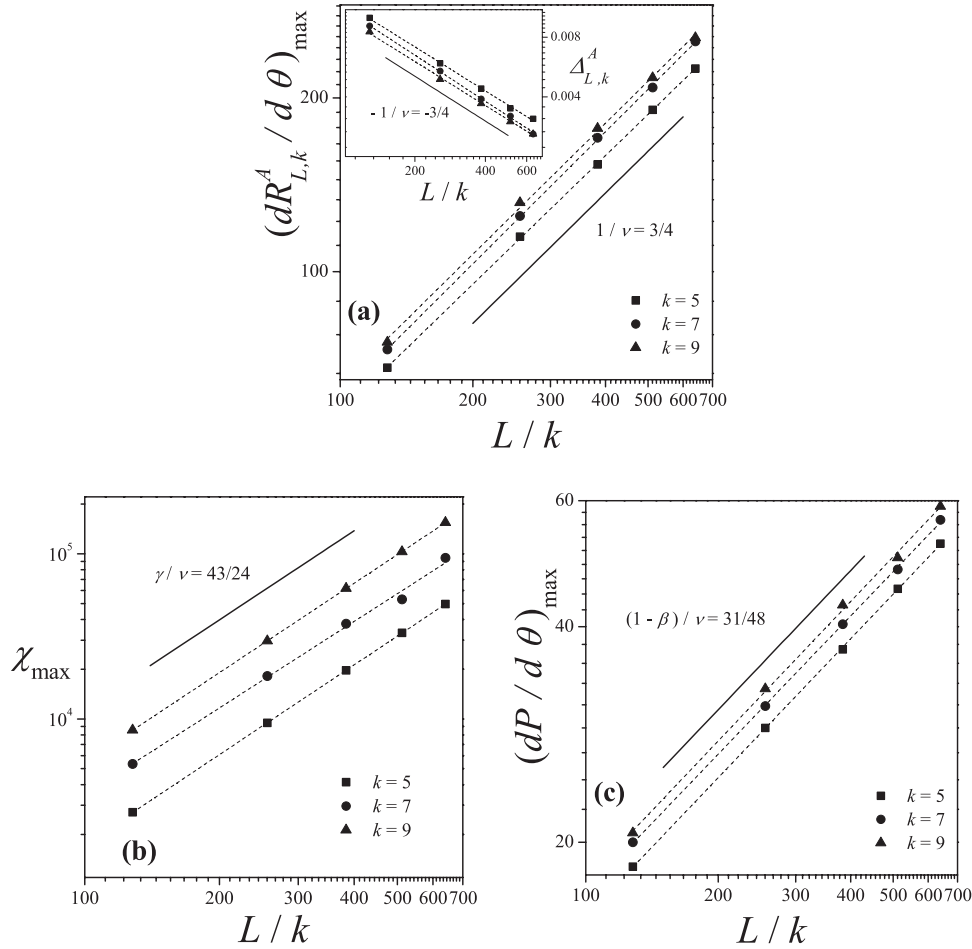 (dR^A_{L,k} / d θ)_max
200
100
0.008
0.004
Δ^A_{L,k}
- 1 / ν = -3/4
200 400 600
L / k
1 / ν = 3/4
(a)
k = 5
k = 7
k = 9
100 200 300 400 500 600 700
L / k
χ_max
10^5
10^4
γ / ν = 43/24
k = 5
k = 7
k = 9
(b)
100 200 300 400 500 600 700
L / k
(dP / d θ)_max
60
40
20
(1 - β) / ν = 31/48
(c)
k = 5
k = 7
k = 9
100 200 300 400 500 600 700
L / k